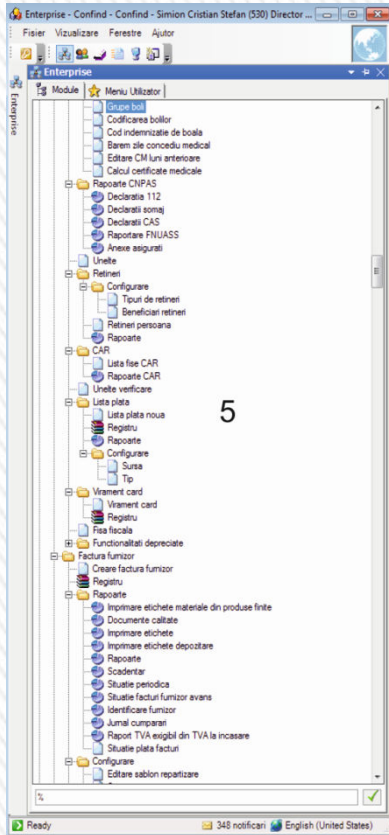 Enterprise - Confind - Confind - Simion Cristian Stefan (530) Director ...
Fisier Vizualizare Ferestre Ajutor
Enterprise
Enterprise
Module Meniu Utilizator
Grupe boli
Codificarea bolilor
Cod indemnizatie de boala
Barem zile concediu medical
Editare CM luni anterioare
Calcul certificate medicale
Rapoarte CNPAS
Declaratia 112
Declaratii somaj
Declaratii CAS
Raportare FNUASS
Anexe asigurati
Unelte
Retineri
Configurare
Tipuri de retineri
Beneficiari retineri
Retineri persoana
Rapoarte
CAR
Lista fise CAR
Rapoarte CAR
Unelte verificare
Lista plata
Lista plata noua
Registru
Rapoarte
Configurare
Sursa
Tip
5
Virament card
Virament card
Registru
Fisa fiscala
Functionalitati depreciate
Factura furnizor
Creare factura furnizor
Registru
Rapoarte
Imprimare etichete materiale din produse finite
Documente calitate
Imprimare etichete
Imprimare etichete depozitare
Rapoarte
Scadentar
Situatie periodica
Situatie facturi furnizor avans
Identificare furnizor
Jurnal cumparari
Raport TVA exigibil din TVA la incasare
Situatie plata facturi
Configurare
Editare sablon repartizare
%
Ready 348 notificari English (United States)